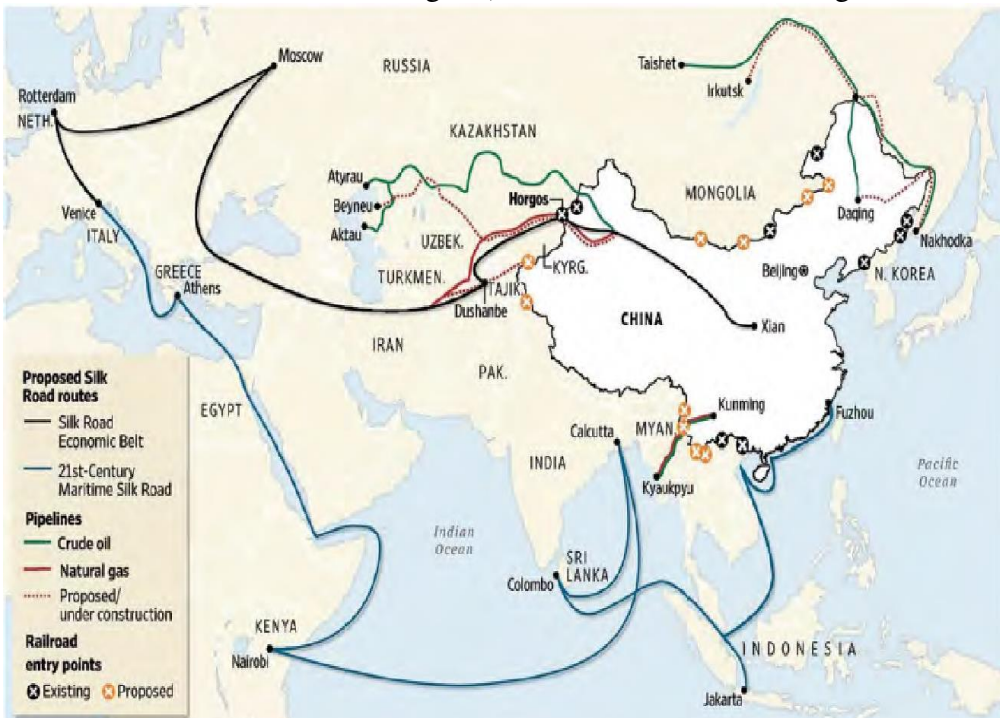 Moscow
RUSSIA
Taishet
Irkutsk
Rotterdam
NETH.
KAZAKHSTAN
Atyrau
Beyneu
Aktau
Horgos
MONGOLIA
Daqing
Nakhodka
Venice
ITALY
UZBEK.
KYRG.
GREECE
Athens
TURKMEN.
TAJIK.
Dushanbe
Beijing
N. KOREA
CHINA
Xian
IRAN
PAK.
EGYPT
Calcutta
MYAN.
Kunming
Fuzhou
INDIA
Kyaukpyu
Pacific
Ocean
Indian
Ocean
SRI
LANKA
Colombo
KENYA
Nairobi
INDONESIA
Jakarta
Proposed Silk
Road routes
Silk Road
Economic Belt
21st-Century
Maritime Silk Road
Pipelines
Crude oil
Natural gas
Proposed/
under construction
Railroad
entry points
Existing Proposed